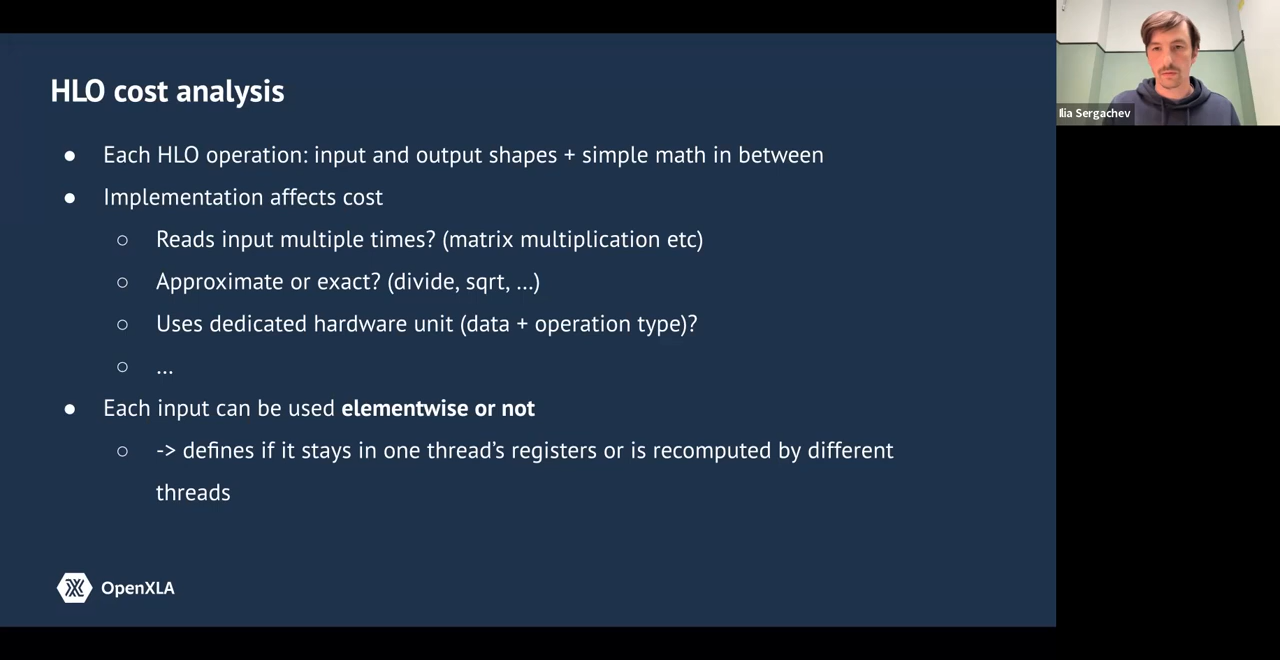 HLO cost analysis
● Each HLO operation: input and output shapes + simple math in between
● Implementation affects cost
○ Reads input multiple times? (matrix multiplication etc)
○ Approximate or exact? (divide, sqrt, ...)
○ Uses dedicated hardware unit (data + operation type)?
○ ...
● Each input can be used elementwise or not
○ -> defines if it stays in one thread’s registers or is recomputed by different
threads
OpenXLA
Ilia Sergachev